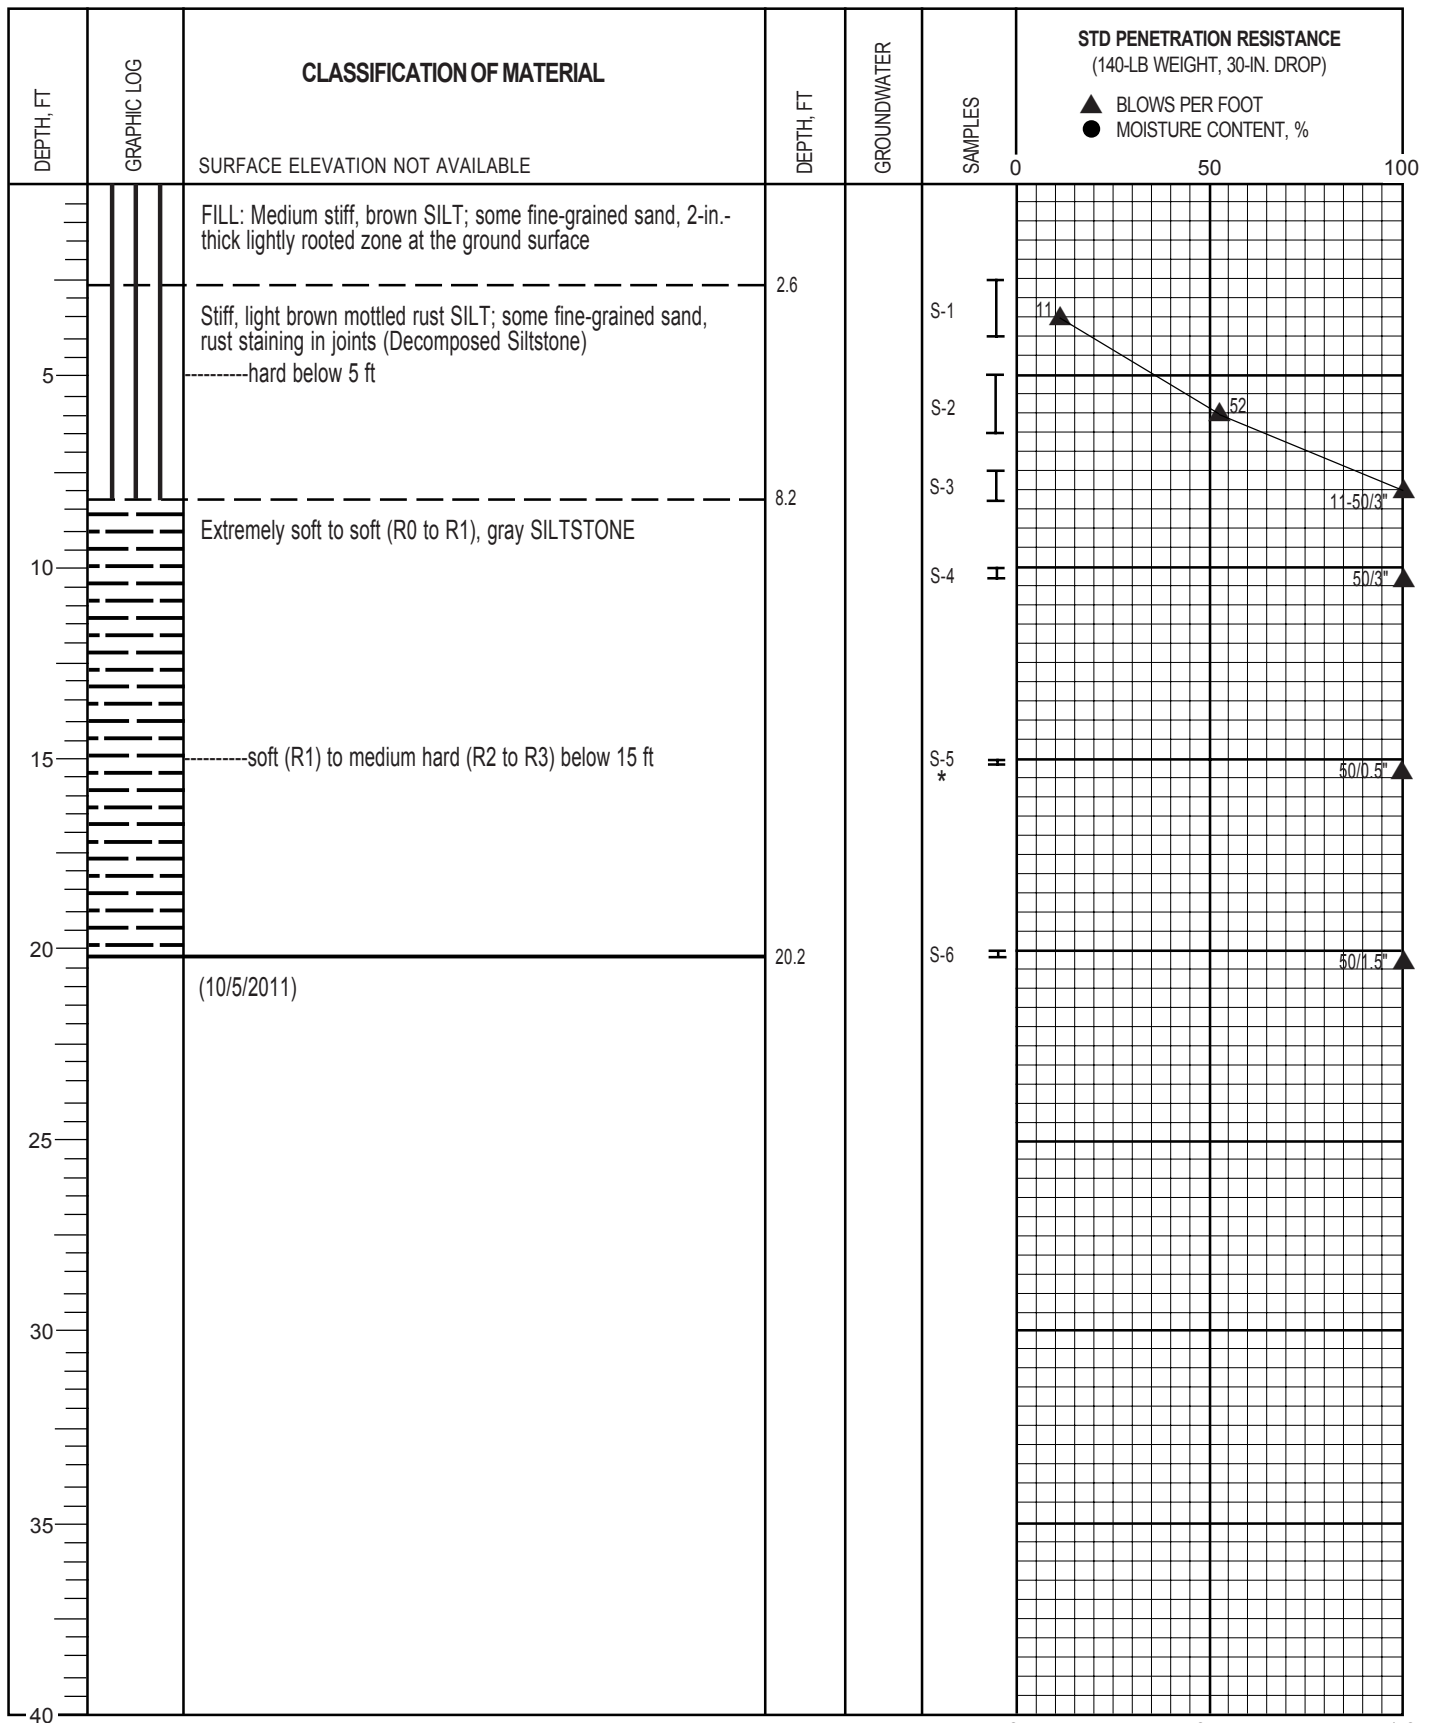 DEPTH, FT
GRAPHIC LOG
CLASSIFICATION OF MATERIAL
SURFACE ELEVATION NOT AVAILABLE
DEPTH, FT
GROUNDWATER
SAMPLES
STD PENETRATION RESISTANCE
(140-LB WEIGHT, 30-IN. DROP)
BLOWS PER FOOT
MOISTURE CONTENT, %
0 50 100
FILL: Medium stiff, brown SILT; some fine-grained sand, 2-in.-
thick lightly rooted zone at the ground surface
2.6
Stiff, light brown mottled rust SILT; some fine-grained sand,
rust staining in joints (Decomposed Siltstone)
S-1
11
5
----------hard below 5 ft
S-2
52
S-3
11-50/3"
8.2
Extremely soft to soft (R0 to R1), gray SILTSTONE
10
S-4
50/3"
15
----------soft (R1) to medium hard (R2 to R3) below 15 ft
S-5
*
50/0.5"
20
20.2
S-6
50/1.5"
(10/5/2011)
25
30
35
40